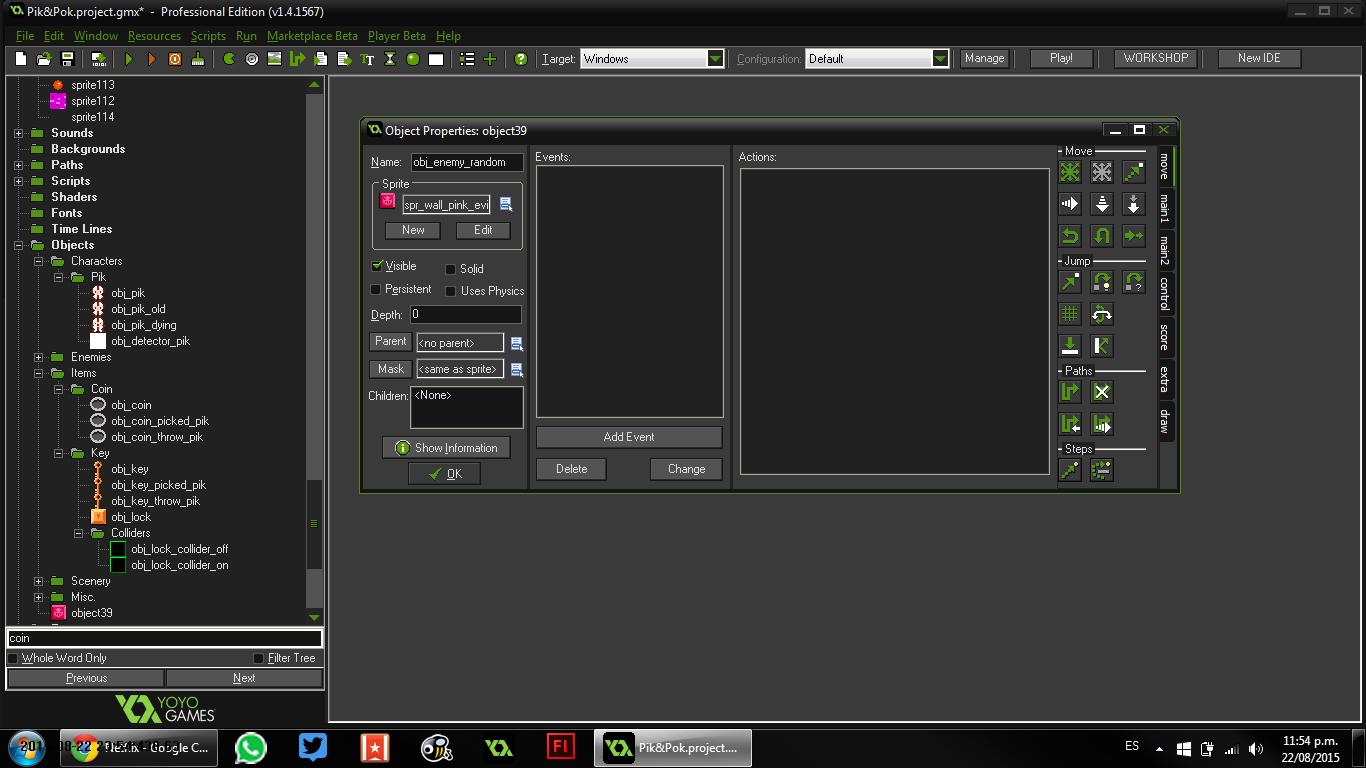 Pik&Pok.project.gmx* - Professional Edition (v1.4.1567)
File Edit Window Resources Scripts Run Marketplace Beta Player Beta Help
Target: Windows Configuration: Default Manage Play! WORKSHOP New IDE
sprite113
sprite112
sprite114
Sounds
Backgrounds
Paths
Scripts
Shaders
Fonts
Time Lines
Objects
Characters
Pik
obj_pik
obj_pik_old
obj_pik_dying
obj_detector_pik
Enemies
Items
Coin
obj_coin
obj_coin_picked_pik
obj_coin_throw_pik
Key
obj_key
obj_key_picked_pik
obj_key_throw_pik
obj_lock
Colliders
obj_lock_collider_off
obj_lock_collider_on
Scenery
Misc.
object39
coin
Whole Word Only Filter Tree
Previous Next
YOYO
GAMES
Object Properties: object39
Name: obj_enemy_random
Sprite
spr_wall_pink_evi
New Edit
Visible Solid
Persistent Uses Physics
Depth: 0
Parent <no parent>
Mask <same as sprite>
Children: <None>
Show Information
OK
Events:
Add Event
Delete Change
Actions:
Move
Jump
Paths
Steps
move
main1
main2
control
score
extra
draw
- Google C...
Fl
Pik&Pok.project....
ES
11:54 p.m.
22/08/2015